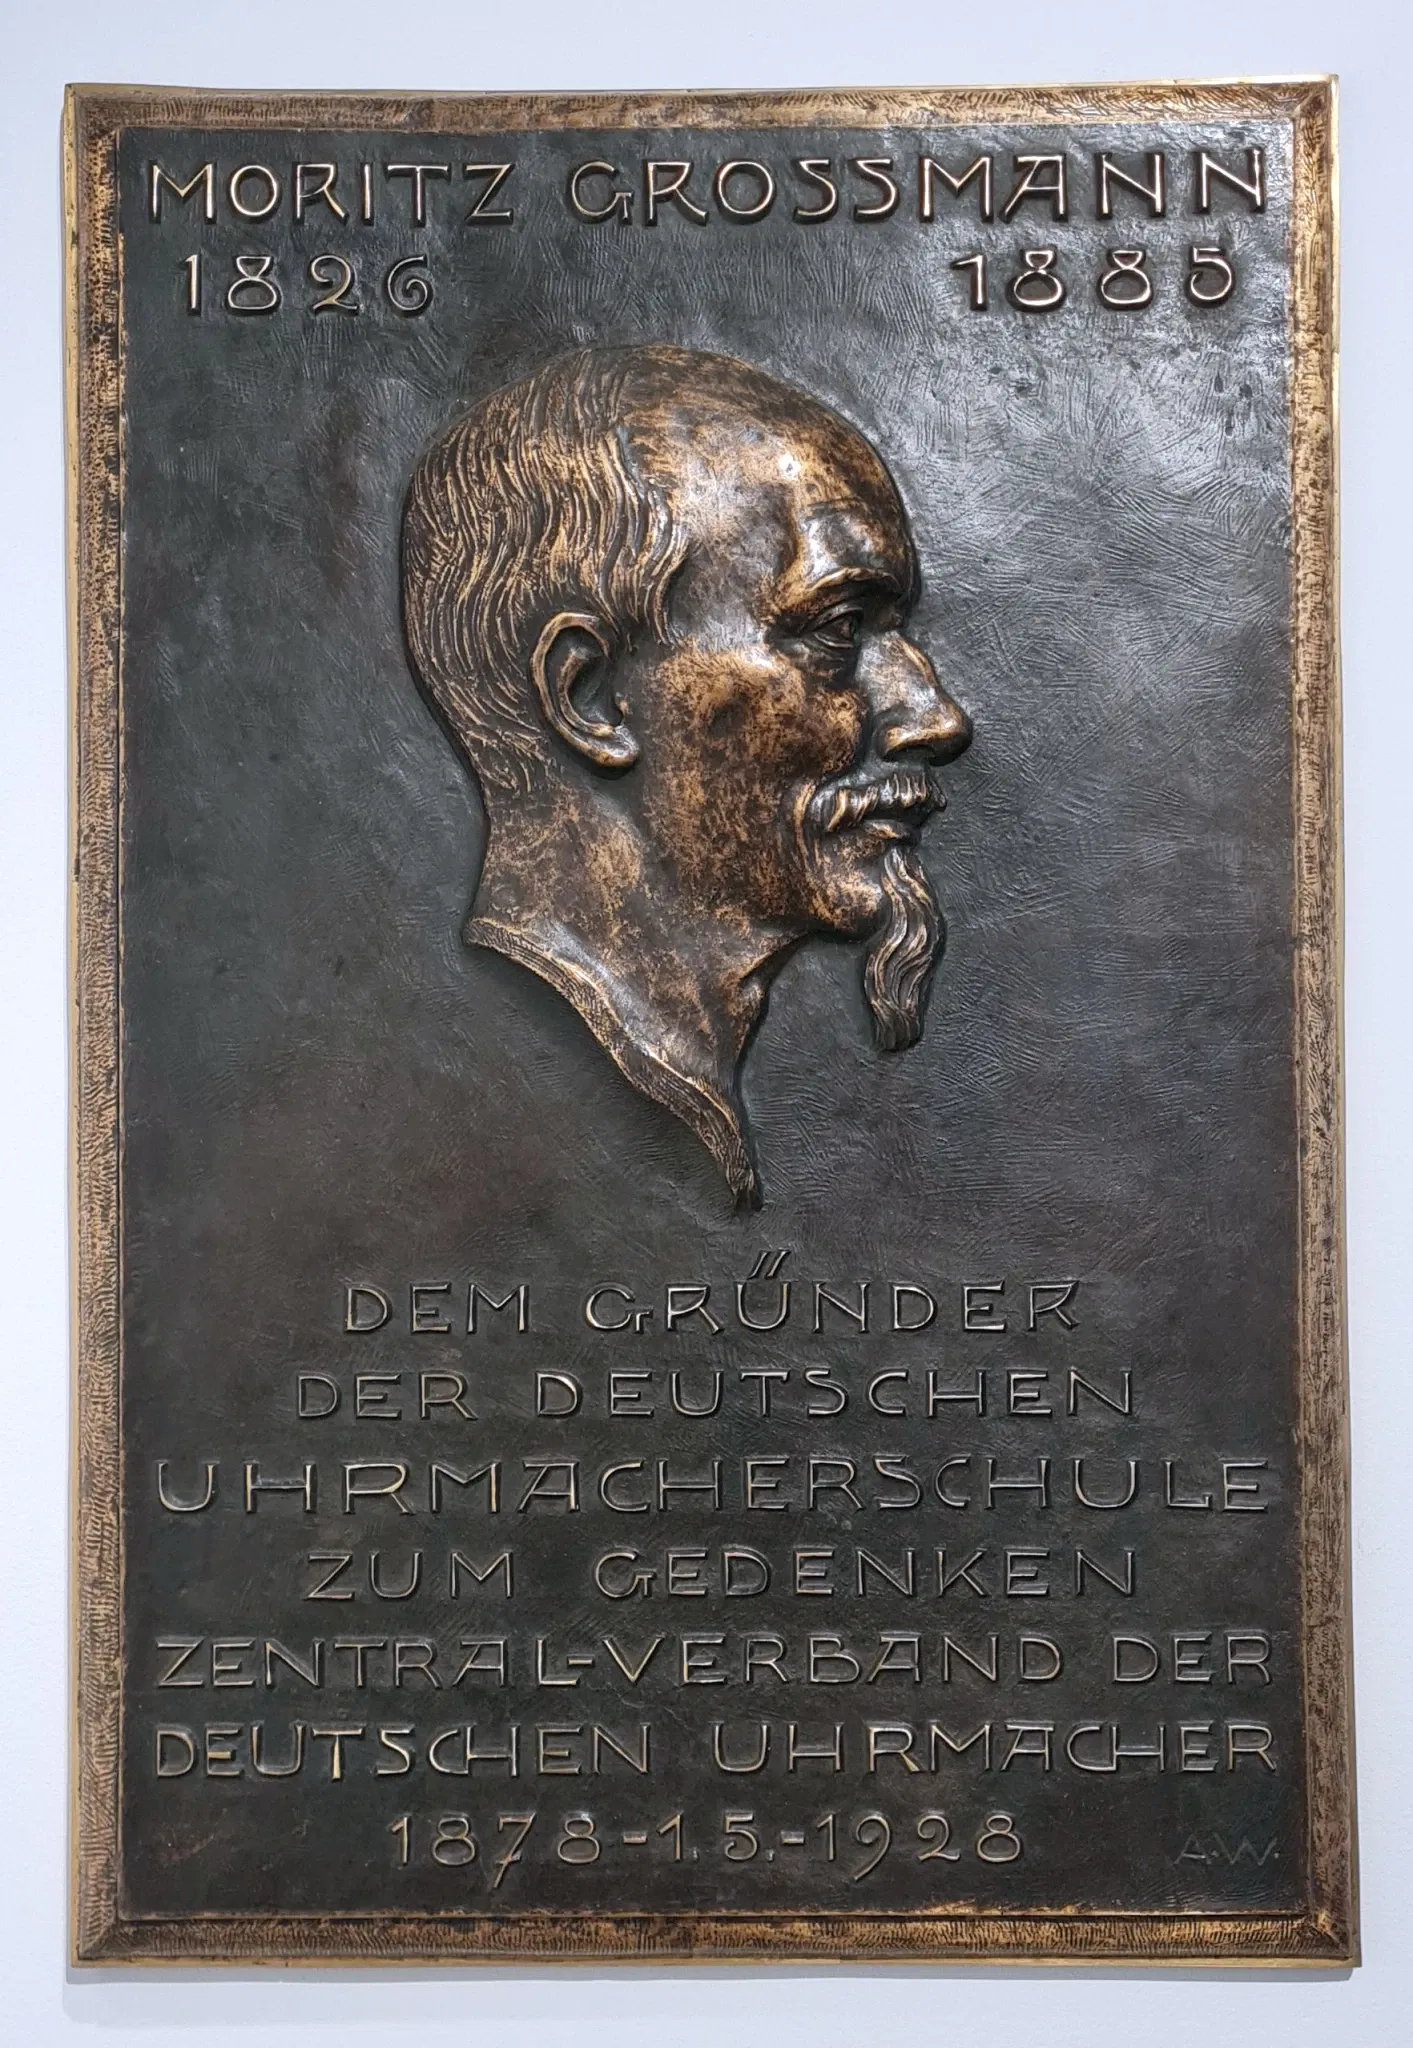 MORITZ GROSSMANN
1826 1885
DEM GRÜNDER
DER DEUTSCHEN
UHRMACHERSCHULE
ZUM GEDENKEN
ZENTRAL-VERBAND DER
DEUTSCHEN UHRMACHER
1878-1.5.-1928
A.W.